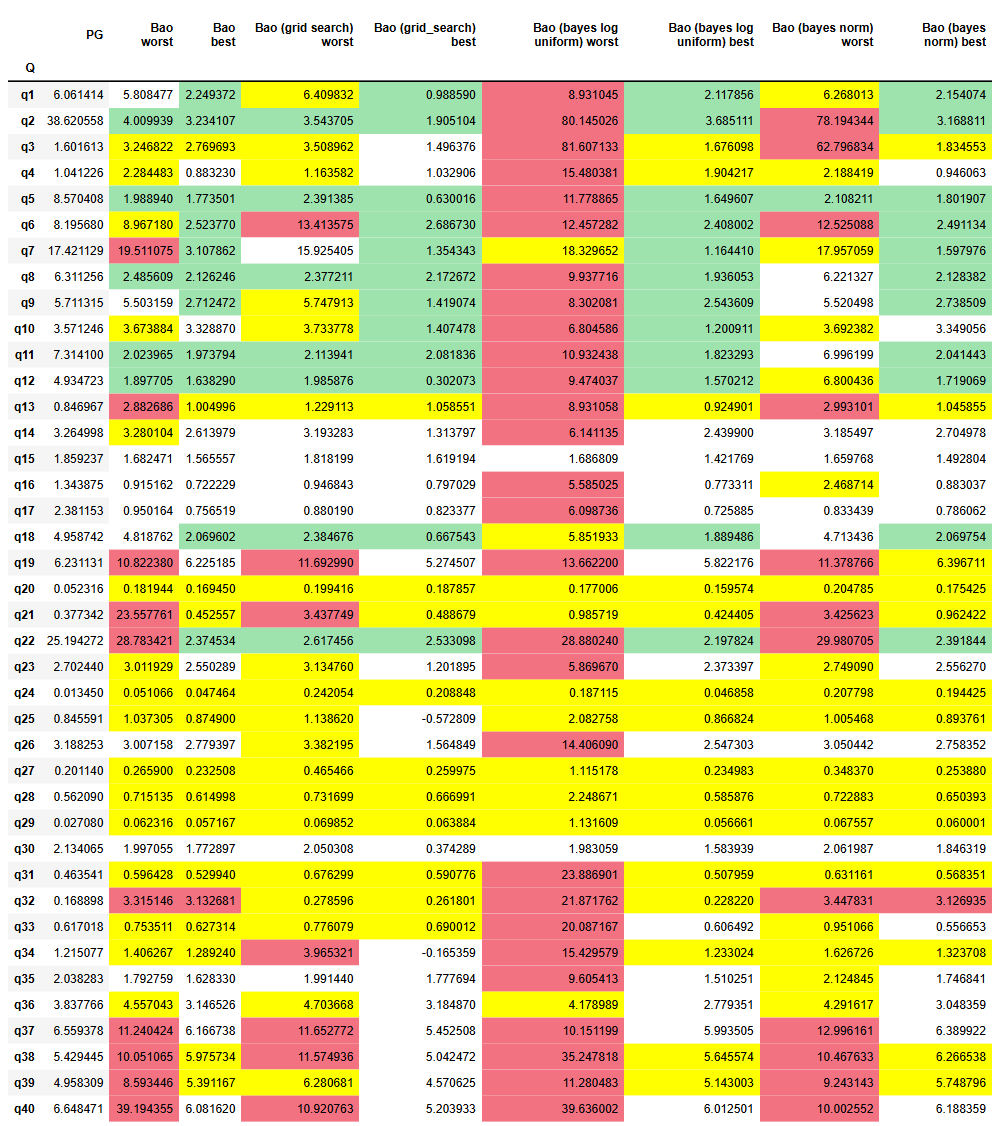 PG Bao worst Bao best Bao (grid search) worst Bao (grid_search) best Bao (bayes log uniform) worst Bao (bayes log uniform) best Bao (bayes norm) worst Bao (bayes norm) best
Q
q1 6.061414 5.808477 2.249372 6.409832 0.988590 8.931045 2.117856 6.268013 2.154074
q2 38.620558 4.009939 3.234107 3.543705 1.905104 80.145026 3.685111 78.194344 3.168811
q3 1.601613 3.246822 2.769693 3.508962 1.496376 81.607133 1.676098 62.796834 1.834553
q4 1.041226 2.284483 0.883230 1.163582 1.032906 15.480381 1.904217 2.188419 0.946063
q5 8.570408 1.988940 1.773501 2.391385 0.630016 11.778865 1.649607 2.108211 1.801907
q6 8.195680 8.967180 2.523770 13.413575 2.686730 12.457282 2.408002 12.525088 2.491134
q7 17.421129 19.511075 3.107862 15.925405 1.354343 18.329652 1.164410 17.957059 1.597976
q8 6.311256 2.485609 2.126246 2.377211 2.172672 9.937716 1.936053 6.221327 2.128382
q9 5.711315 5.503159 2.712472 5.747913 1.419074 8.302081 2.543609 5.520498 2.738509
q10 3.571246 3.673884 3.328870 3.733778 1.407478 6.804586 1.200911 3.692382 3.349056
q11 7.314100 2.023965 1.973794 2.113941 2.081836 10.932438 1.823293 6.996199 2.041443
q12 4.934723 1.897705 1.638290 1.985876 0.302073 9.474037 1.570212 6.800436 1.719069
q13 0.846967 2.882686 1.004996 1.229113 1.058551 8.931058 0.924901 2.993101 1.045855
q14 3.264998 3.280104 2.613979 3.193283 1.313797 6.141135 2.439900 3.185497 2.704978
q15 1.859237 1.682471 1.565557 1.818199 1.619194 1.686809 1.421769 1.659768 1.492804
q16 1.343875 0.915162 0.722229 0.946843 0.797029 5.585025 0.773311 2.468714 0.883037
q17 2.381153 0.950164 0.756519 0.880190 0.823377 6.098736 0.725885 0.833439 0.786062
q18 4.958742 4.818762 2.069602 2.384676 0.667543 5.851933 1.889486 4.713436 2.069754
q19 6.231131 10.822380 6.225185 11.692990 5.274507 13.662200 5.822176 11.378766 6.396711
q20 0.052316 0.181944 0.169450 0.199416 0.187857 0.177006 0.159574 0.204785 0.175425
q21 0.377342 23.557761 0.452557 3.437749 0.488679 0.985719 0.424405 3.425623 0.962422
q22 25.194272 28.783421 2.374534 2.617456 2.533098 28.880240 2.197824 29.980705 2.391844
q23 2.702440 3.011929 2.550289 3.134760 1.201895 5.869670 2.373397 2.749090 2.556270
q24 0.013450 0.051066 0.047464 0.242054 0.208848 0.187115 0.046858 0.207798 0.194425
q25 0.845591 1.037305 0.874900 1.138620 -0.572809 2.082758 0.866824 1.005468 0.893761
q26 3.188253 3.007158 2.779397 3.382195 1.564849 14.406090 2.547303 3.050442 2.758352
q27 0.201140 0.265900 0.232508 0.465466 0.259975 1.115178 0.234983 0.348370 0.253880
q28 0.562090 0.715135 0.614998 0.731699 0.666991 2.248671 0.585876 0.722883 0.650393
q29 0.027080 0.062316 0.057167 0.069852 0.063884 1.131609 0.056661 0.067557 0.060001
q30 2.134065 1.997055 1.772897 2.050308 0.374289 1.983059 1.583939 2.061987 1.846319
q31 0.463541 0.596428 0.529940 0.676299 0.590776 23.886901 0.507959 0.631161 0.568351
q32 0.168898 3.315146 3.132681 0.278596 0.261801 21.871762 0.228220 3.447831 3.126935
q33 0.617018 0.753511 0.627314 0.776079 0.690012 20.087167 0.606492 0.951066 0.556653
q34 1.215077 1.406267 1.289240 3.965321 -0.165359 15.429579 1.233024 1.626726 1.323708
q35 2.038283 1.792759 1.628330 1.991440 1.777694 9.605413 1.510251 2.124845 1.746841
q36 3.837766 4.557043 3.146526 4.703668 3.184870 4.178989 2.779351 4.291617 3.048359
q37 6.559378 11.240424 6.166738 11.652772 5.452508 10.151199 5.993505 12.996161 6.389922
q38 5.429445 10.051065 5.975734 11.574936 5.042472 35.247818 5.645574 10.467633 6.266538
q39 4.958309 8.593446 5.391167 6.280681 4.570625 11.280483 5.143003 9.243143 5.748796
q40 6.648471 39.194355 6.081620 10.920763 5.203933 39.636002 6.012501 10.002552 6.188359